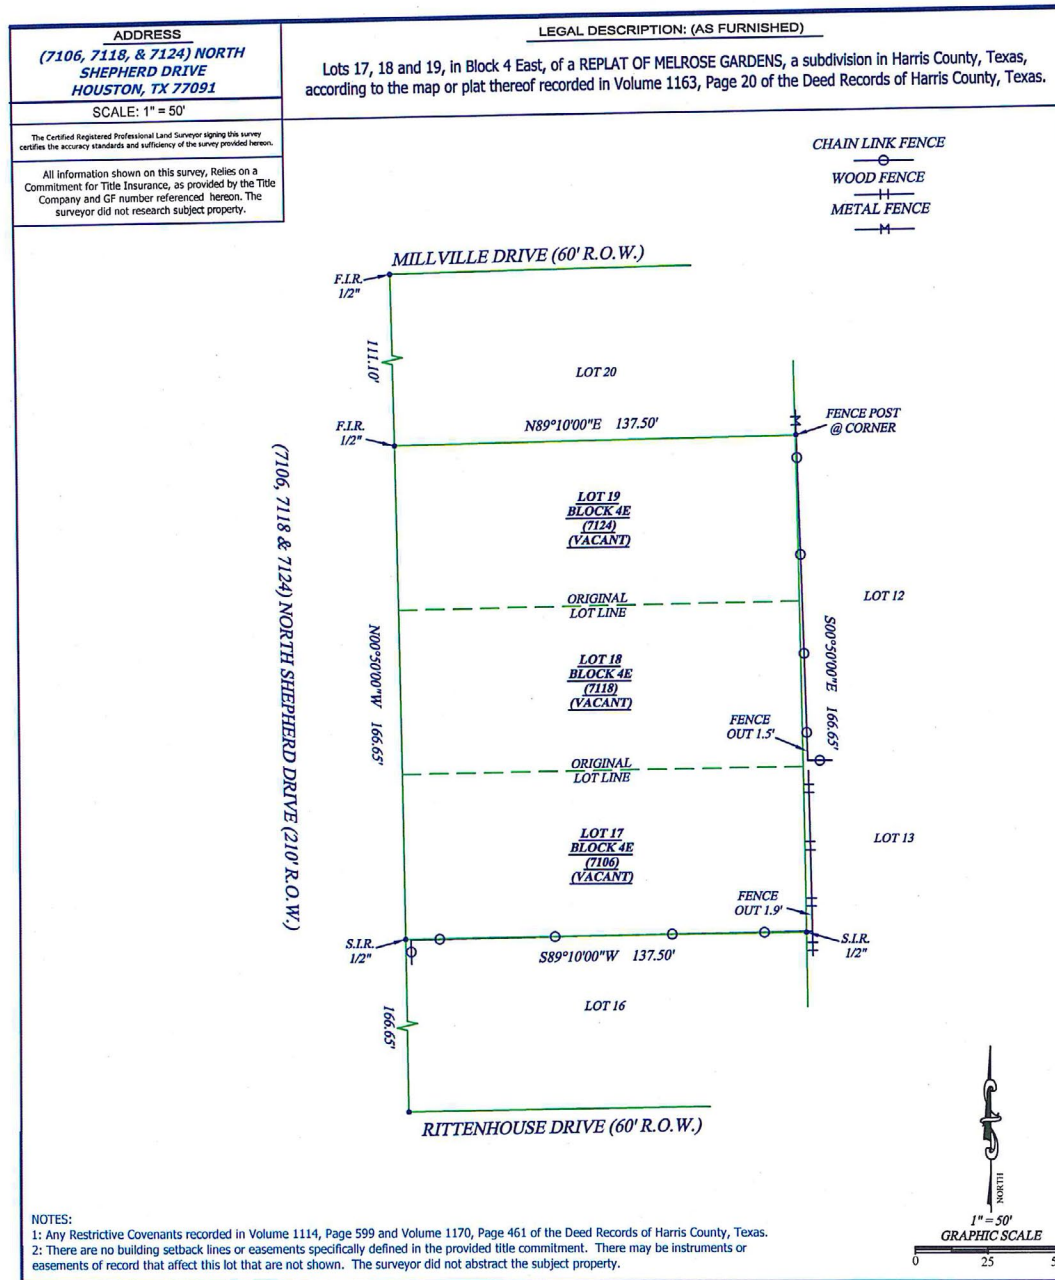 ADDRESS
(7106, 7118, & 7124) NORTH
SHEPHERD DRIVE
HOUSTON, TX 77091
SCALE: 1" = 50'
The Certified Registered Professional Land Surveyor signing this survey
certifies the accuracy standards and sufficiency of the survey provided hereon.
All information shown on this survey, Relies on a
Commitment for Title Insurance, as provided by the Title
Company and GF number referenced hereon. The
surveyor did not research subject property.
LEGAL DESCRIPTION: (AS FURNISHED)
Lots 17, 18 and 19, in Block 4 East, of a REPLAT OF MELROSE GARDENS, a subdivision in Harris County, Texas,
according to the map or plat thereof recorded in Volume 1163, Page 20 of the Deed Records of Harris County, Texas.
CHAIN LINK FENCE
WOOD FENCE
METAL FENCE
M
MILLVILLE DRIVE (60' R.O.W.)
F.I.R.
1/2"
111.10'
LOT 20
F.I.R.
1/2"
N89°10'00"E 137.50'
M
FENCE POST
@ CORNER
(7106, 7118 & 7124) NORTH SHEPHERD DRIVE (210' R.O.W.)
LOT 19
BLOCK 4E
(7124)
(VACANT)
ORIGINAL
LOT LINE
LOT 12
N00°50'00"W 166.65'
LOT 18
BLOCK 4E
(7118)
(VACANT)
S00°50'00"E 166.65'
FENCE
OUT 1.5'
ORIGINAL
LOT LINE
LOT 17
BLOCK 4E
(7106)
(VACANT)
LOT 13
FENCE
OUT 1.9'
S.I.R.
1/2"
S89°10'00"W 137.50'
S.I.R.
1/2"
LOT 16
166.65'
RITTENHOUSE DRIVE (60' R.O.W.)
NORTH
1" = 50'
GRAPHIC SCALE
0 25
NOTES:
1: Any Restrictive Covenants recorded in Volume 1114, Page 599 and Volume 1170, Page 461 of the Deed Records of Harris County, Texas.
2: There are no building setback lines or easements specifically defined in the provided title commitment. There may be instruments or
easements of record that affect this lot that are not shown. The surveyor did not abstract the subject property.